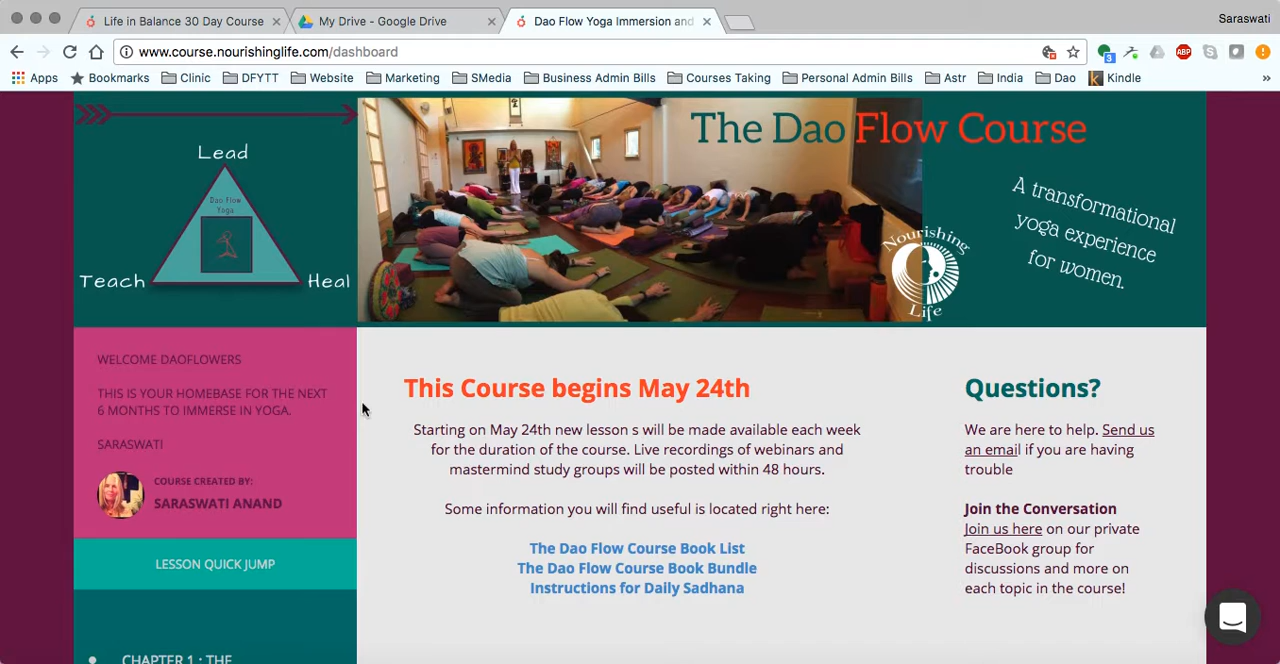 Life in Balance 30 Day Course
My Drive - Google Drive
Dao Flow Yoga Immersion and
Saraswati
www.course.nourishinglife.com/dashboard
3
ABP
Apps
Bookmarks
Clinic
DFYTT
Website
Marketing
SMedia
Business Admin Bills
Courses Taking
Personal Admin Bills
Astr
India
Dao
Kindle
»
Lead
Dao Flow
Yoga
Teach
Heal
The Dao Flow Course
A transformational
yoga experience
for women.
Nourishing
Life
WELCOME DAOFLOWERS
THIS IS YOUR HOMEBASE FOR THE NEXT
6 MONTHS TO IMMERSE IN YOGA.
SARASWATI
COURSE CREATED BY:
SARASWATI ANAND
LESSON QUICK JUMP
CHAPTER 1 : THE
This Course begins May 24th
Starting on May 24th new lesson s will be made available each week
for the duration of the course. Live recordings of webinars and
mastermind study groups will be posted within 48 hours.
Some information you will find useful is located right here:
The Dao Flow Course Book List
The Dao Flow Course Book Bundle
Instructions for Daily Sadhana
Questions?
We are here to help. Send us
an email if you are having
trouble
Join the Conversation
Join us here on our private
FaceBook group for
discussions and more on
each topic in the course!